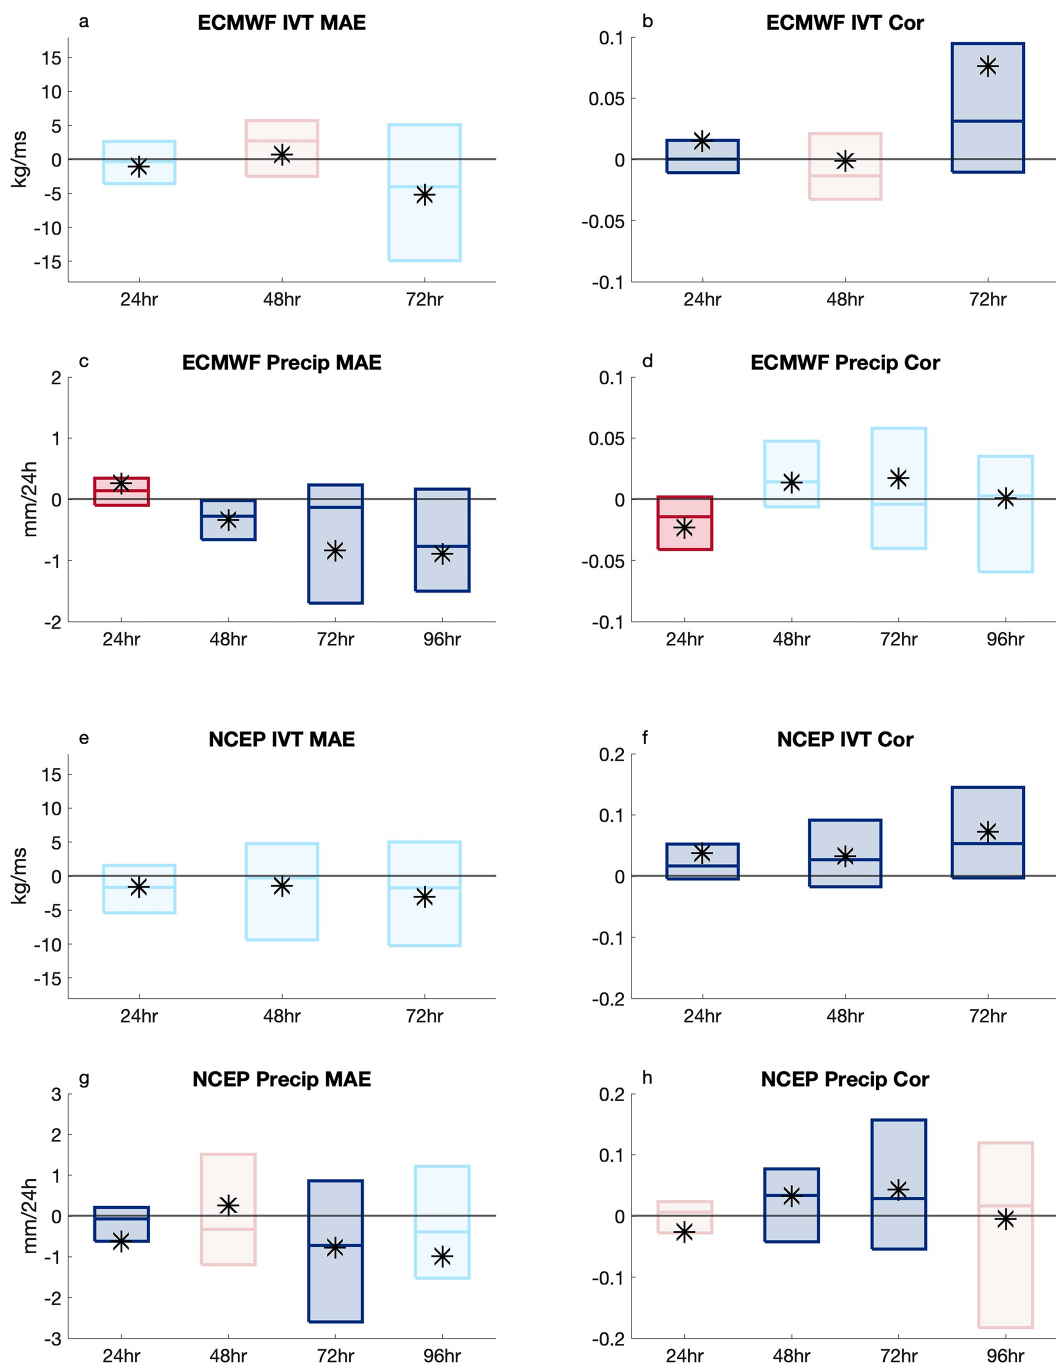 a
ECMWF IVT MAE
kg/ms
15
10
5
0
-5
-10
-15
24hr 48hr 72hr
b
ECMWF IVT Cor
0.1
0.05
0
-0.05
-0.1
24hr 48hr 72hr
c
ECMWF Precip MAE
mm/24h
2
1
0
-1
-2
24hr 48hr 72hr 96hr
d
ECMWF Precip Cor
0.1
0.05
0
-0.05
-0.1
24hr 48hr 72hr 96hr
e
NCEP IVT MAE
kg/ms
15
10
5
0
-5
-10
-15
24hr 48hr 72hr
f
NCEP IVT Cor
0.2
0.1
0
-0.1
-0.2
24hr 48hr 72hr
g
NCEP Precip MAE
mm/24h
3
2
1
0
-1
-2
-3
24hr 48hr 72hr 96hr
h
NCEP Precip Cor
0.2
0.1
0
-0.1
-0.2
24hr 48hr 72hr 96hr